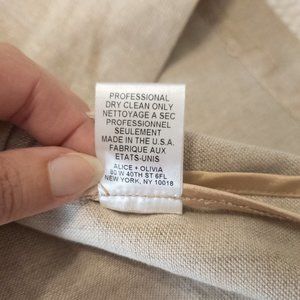 PROFESSIONAL
DRY CLEAN ONLY
NETTOYAGE A SEC
PROFESSIONNEL
SEULEMENT
MADE IN THE U.S.A.
FABRIQUE AUX
ETATS-UNIS
ALICE + OLIVIA
80 W 40TH ST 6FL
NEW YORK, NY 10018